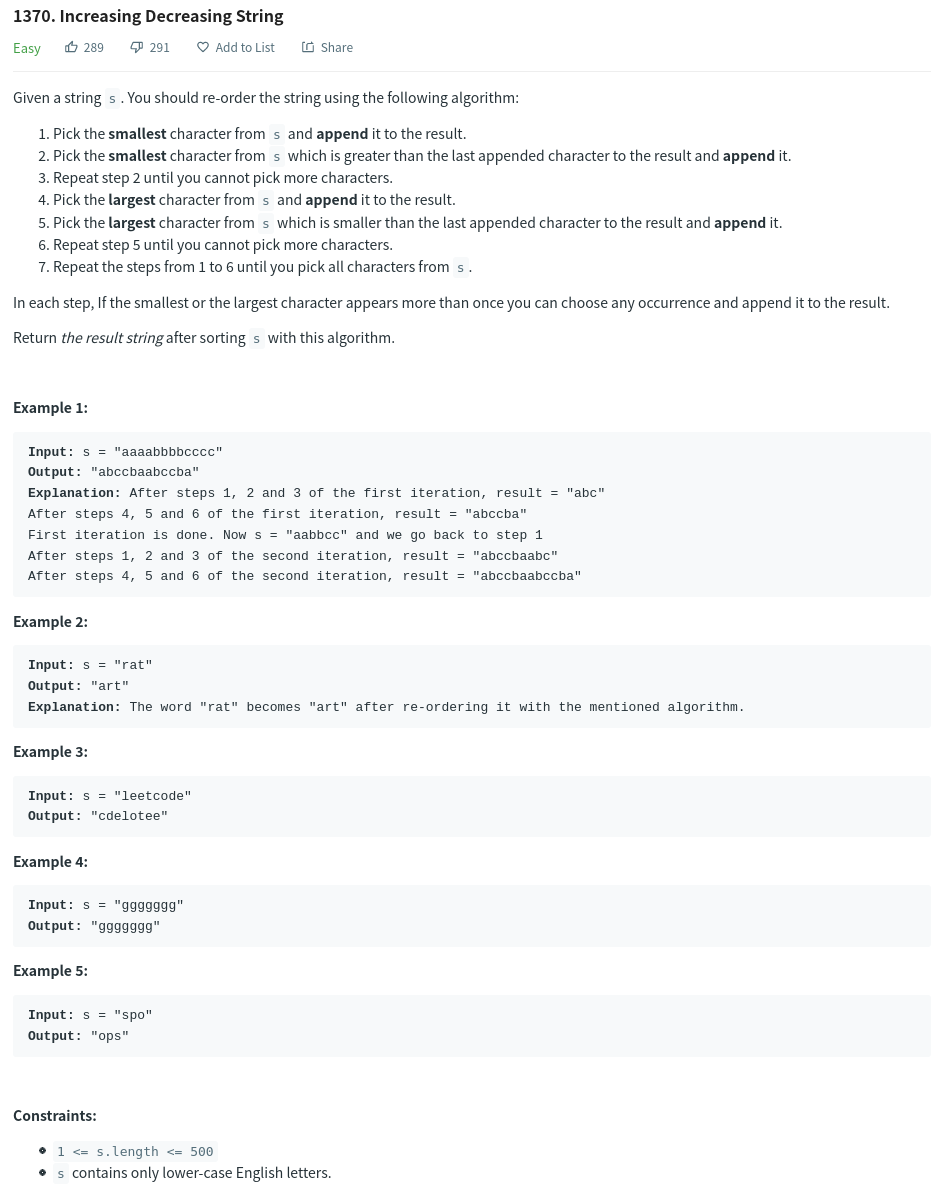 1370. Increasing Decreasing String
Easy 289 291 Add to List Share
Given a string s . You should re-order the string using the following algorithm:
1. Pick the smallest character from s and append it to the result.
2. Pick the smallest character from s which is greater than the last appended character to the result and append it.
3. Repeat step 2 until you cannot pick more characters.
4. Pick the largest character from s and append it to the result.
5. Pick the largest character from s which is smaller than the last appended character to the result and append it.
6. Repeat step 5 until you cannot pick more characters.
7. Repeat the steps from 1 to 6 until you pick all characters from s .
In each step, If the smallest or the largest character appears more than once you can choose any occurrence and append it to the result.
Return the result string after sorting s with this algorithm.
Example 1:
Input: s = "aaaabbbbcccc"
Output: "abccbaabccba"
Explanation: After steps 1, 2 and 3 of the first iteration, result = "abc"
After steps 4, 5 and 6 of the first iteration, result = "abccba"
First iteration is done. Now s = "aabbcc" and we go back to step 1
After steps 1, 2 and 3 of the second iteration, result = "abccbaabc"
After steps 4, 5 and 6 of the second iteration, result = "abccbaabccba"
Example 2:
Input: s = "rat"
Output: "art"
Explanation: The word "rat" becomes "art" after re-ordering it with the mentioned algorithm.
Example 3:
Input: s = "leetcode"
Output: "cdelotee"
Example 4:
Input: s = "ggggggg"
Output: "ggggggg"
Example 5:
Input: s = "spo"
Output: "ops"
Constraints:
1 <= s.length <= 500
s contains only lower-case English letters.